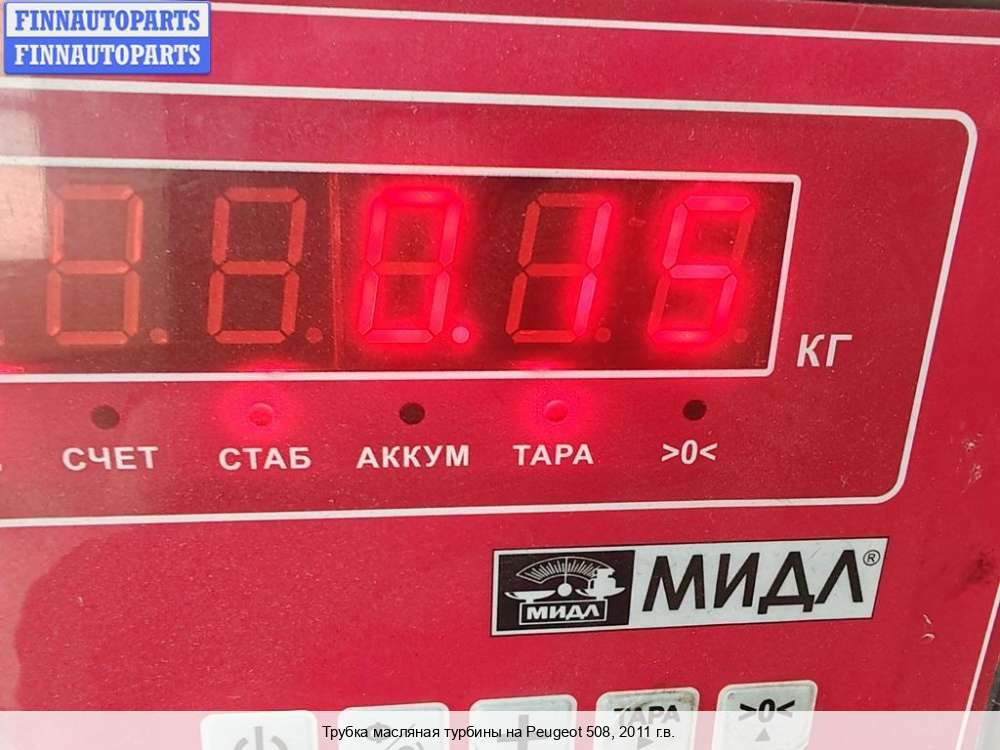 FINNAUTOPARTS
FINNAUTOPARTS
0.15
КГ
СЧЕТ СТАБ АККУМ ТАРА >0<
МИДЛ МИДЛ®
ТАРА >0<
Трубка масляная турбины на Peugeot 508, 2011 г.в.